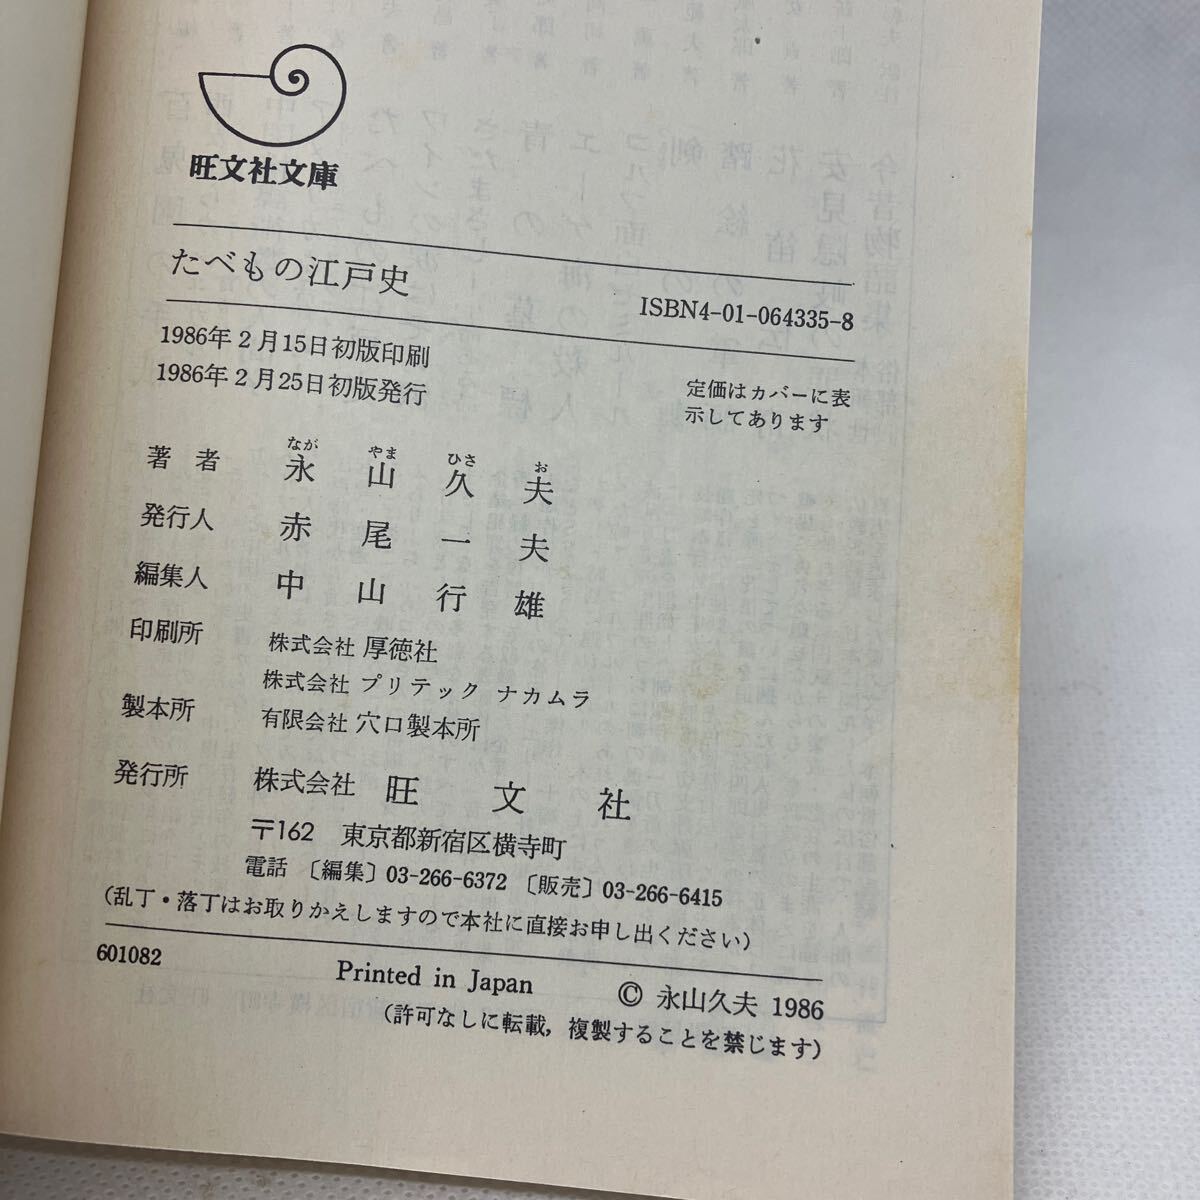 旺文社文庫
たべもの江戸史
ISBN4-01-064335-8
1986年2月15日初版印刷
1986年2月25日初版発行
定価はカバーに表
示してあります
なが やま ひさ お
著者 永山久夫
発行人 赤尾一夫
編集人 中山行雄
印刷所 株式会社 厚徳社
株式会社 プリテック ナカムラ
製本所 有限会社 穴口製本所
発行所 株式会社 旺文社
〒162 東京都新宿区横寺町
電話〔編集〕03-266-6372〔販売〕03-266-6415
(乱丁・落丁はお取りかえしますので本社に直接お申し出ください)
601082 Printed in Japan © 永山久夫 1986
(許可なしに転載,複製することを禁じます)